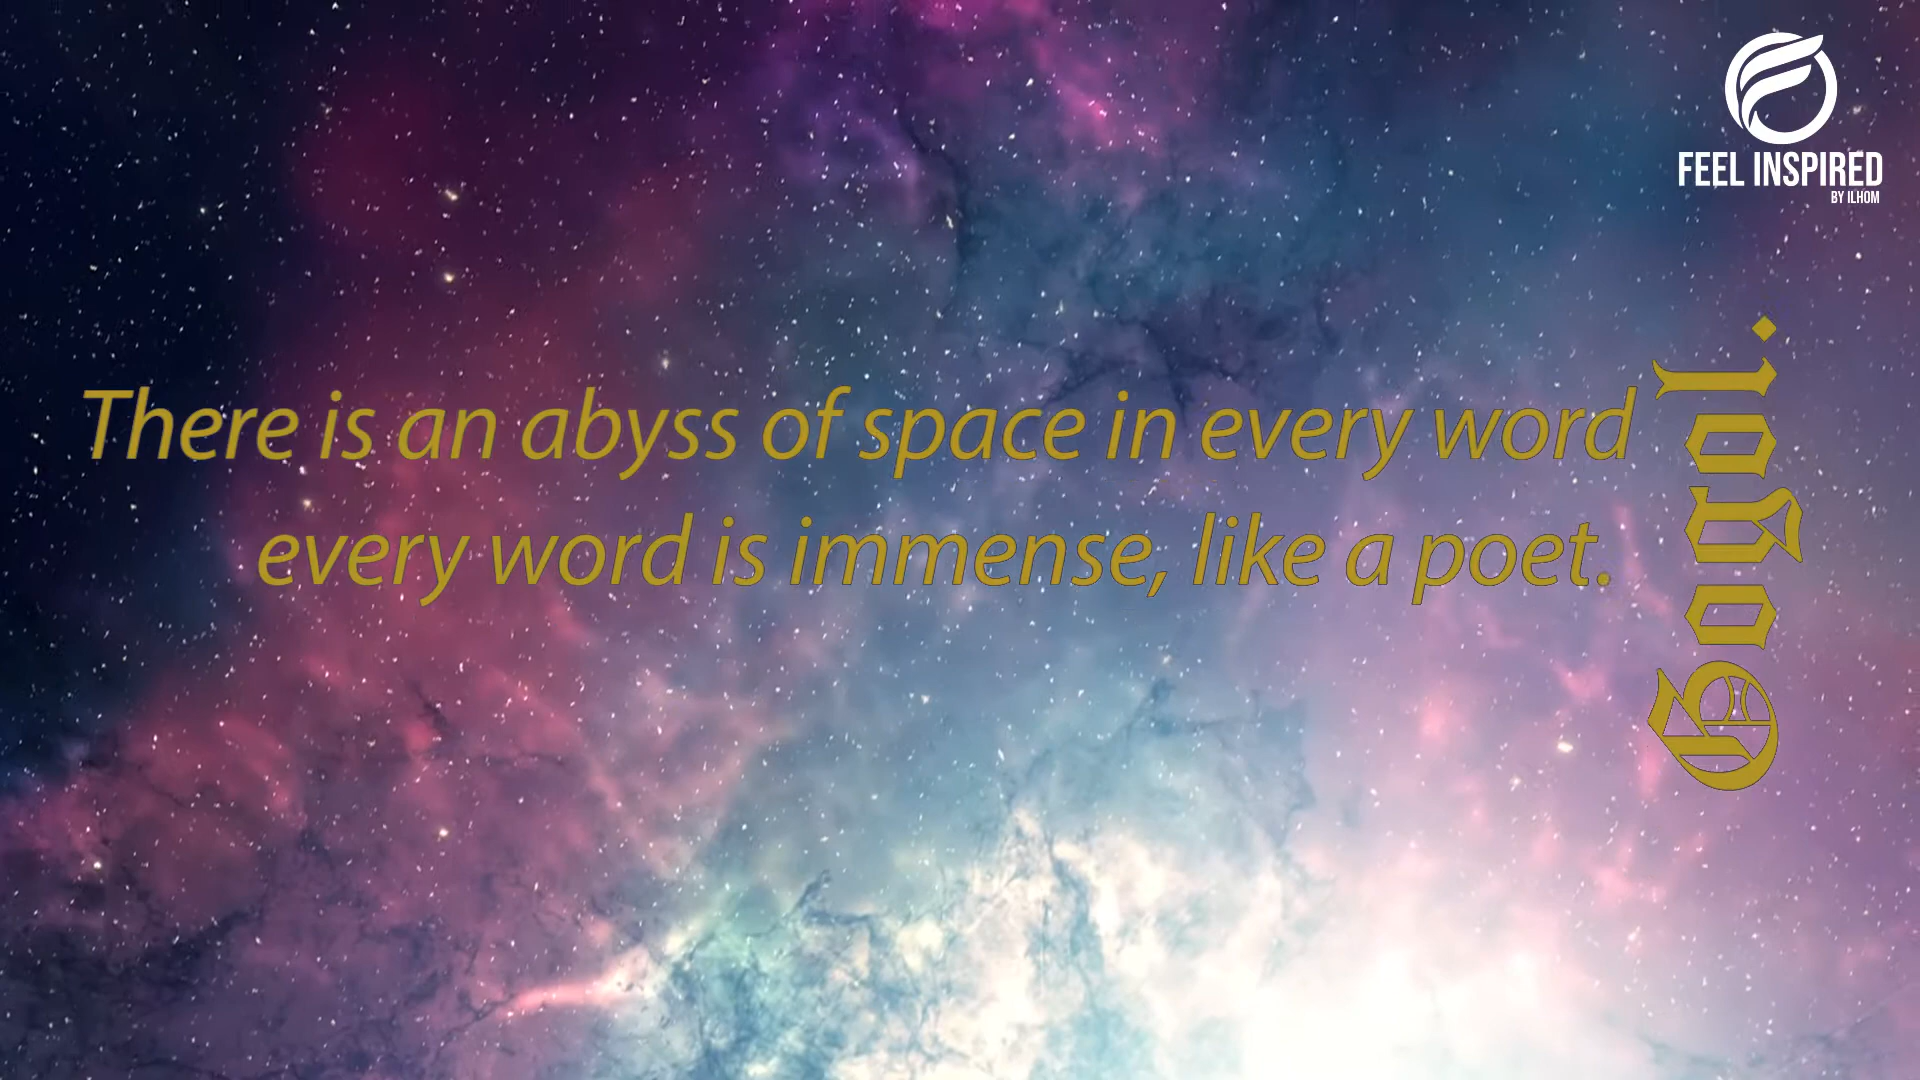 FEEL INSPIRED
BY ILHOM
There is an abyss of space in every word
every word is immense, like a poet.
Gogol.